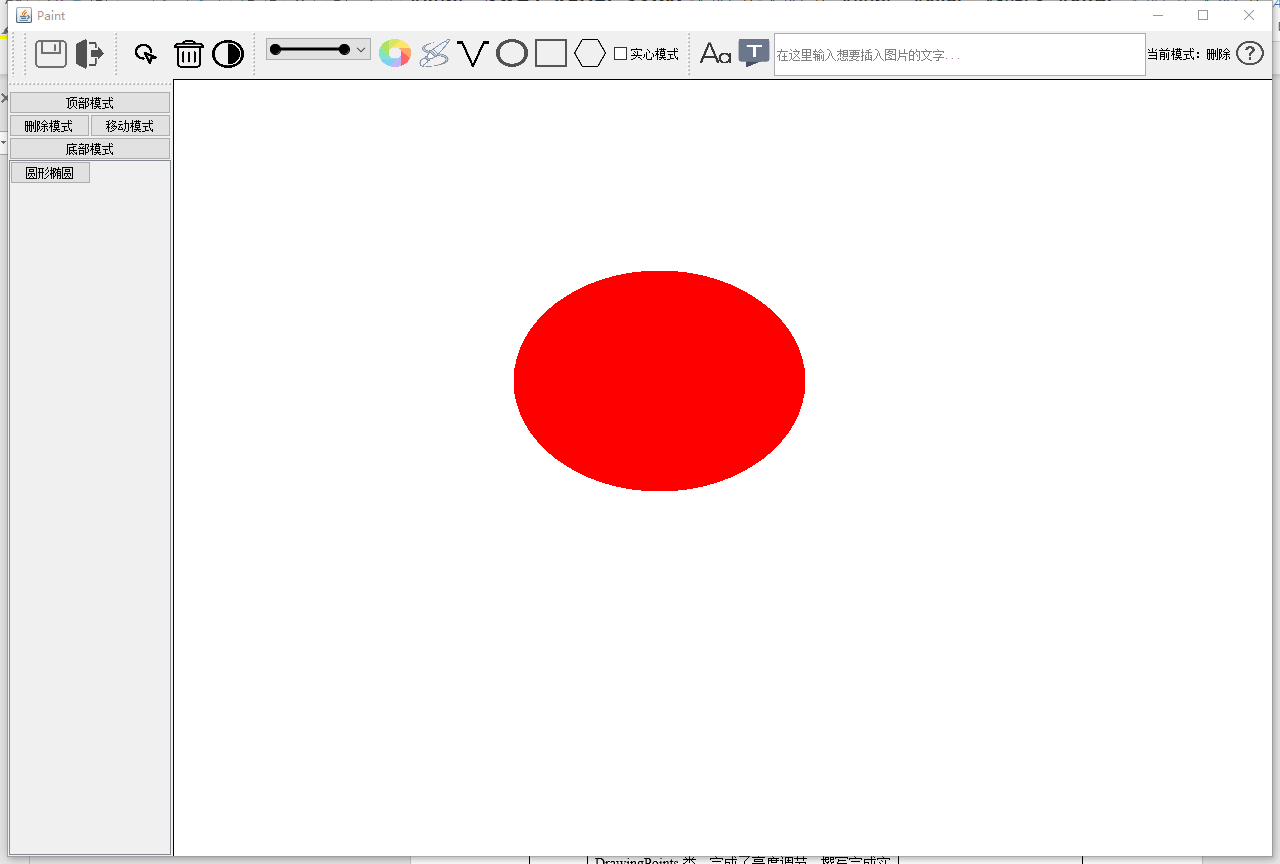 Paint
实心模式
Aa
T
在这里输入想要插入图片的文字...
当前模式：删除
?
顶部模式
删除模式
移动模式
底部模式
圆形椭圆